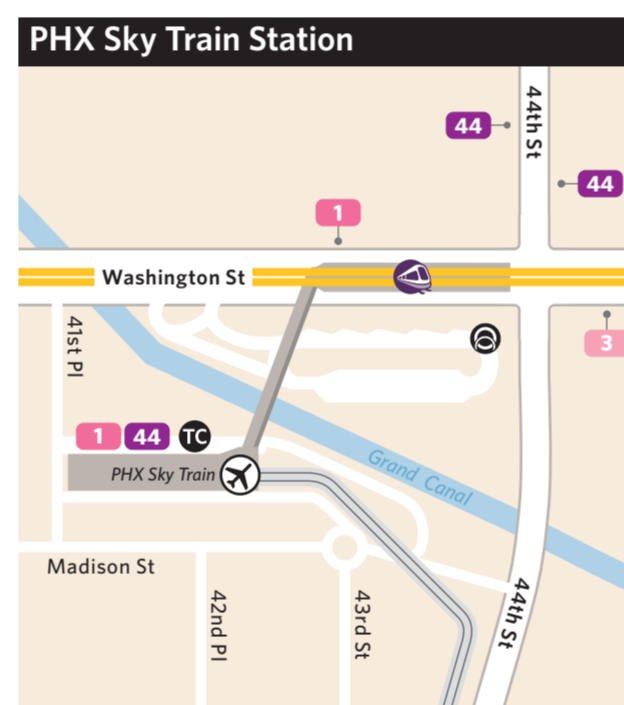 PHX Sky Train Station
44
44th St
44
1
Washington St
41st Pl
3
1 44 TC
PHX Sky Train
Grand Canal
Madison St
42nd Pl
43rd St
44th St